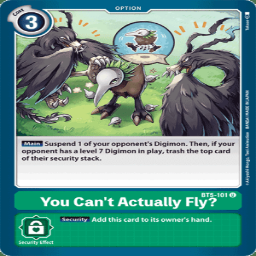 COST
3
OPTION
Main Suspend 1 of your opponent's Digimon. Then, if your
opponent has a level 7 Digimon in play, trash the top card
of their security stack.
BT5-101 U
You Can't Actually Fly?
Security Add this card to its owner's hand.
Security Effect